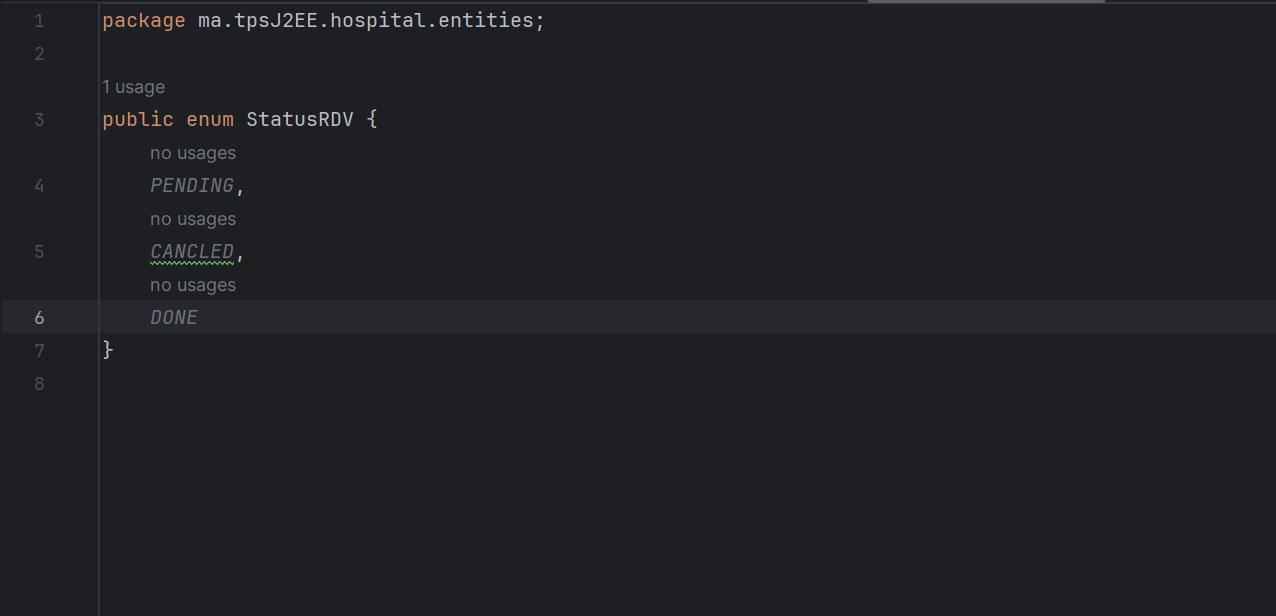 1 package ma.tpsJ2EE.hospital.entities;
2
1 usage
3 public enum StatusRDV {
no usages
4 PENDING,
no usages
5 CANCLED,
no usages
6 DONE
7 }
8